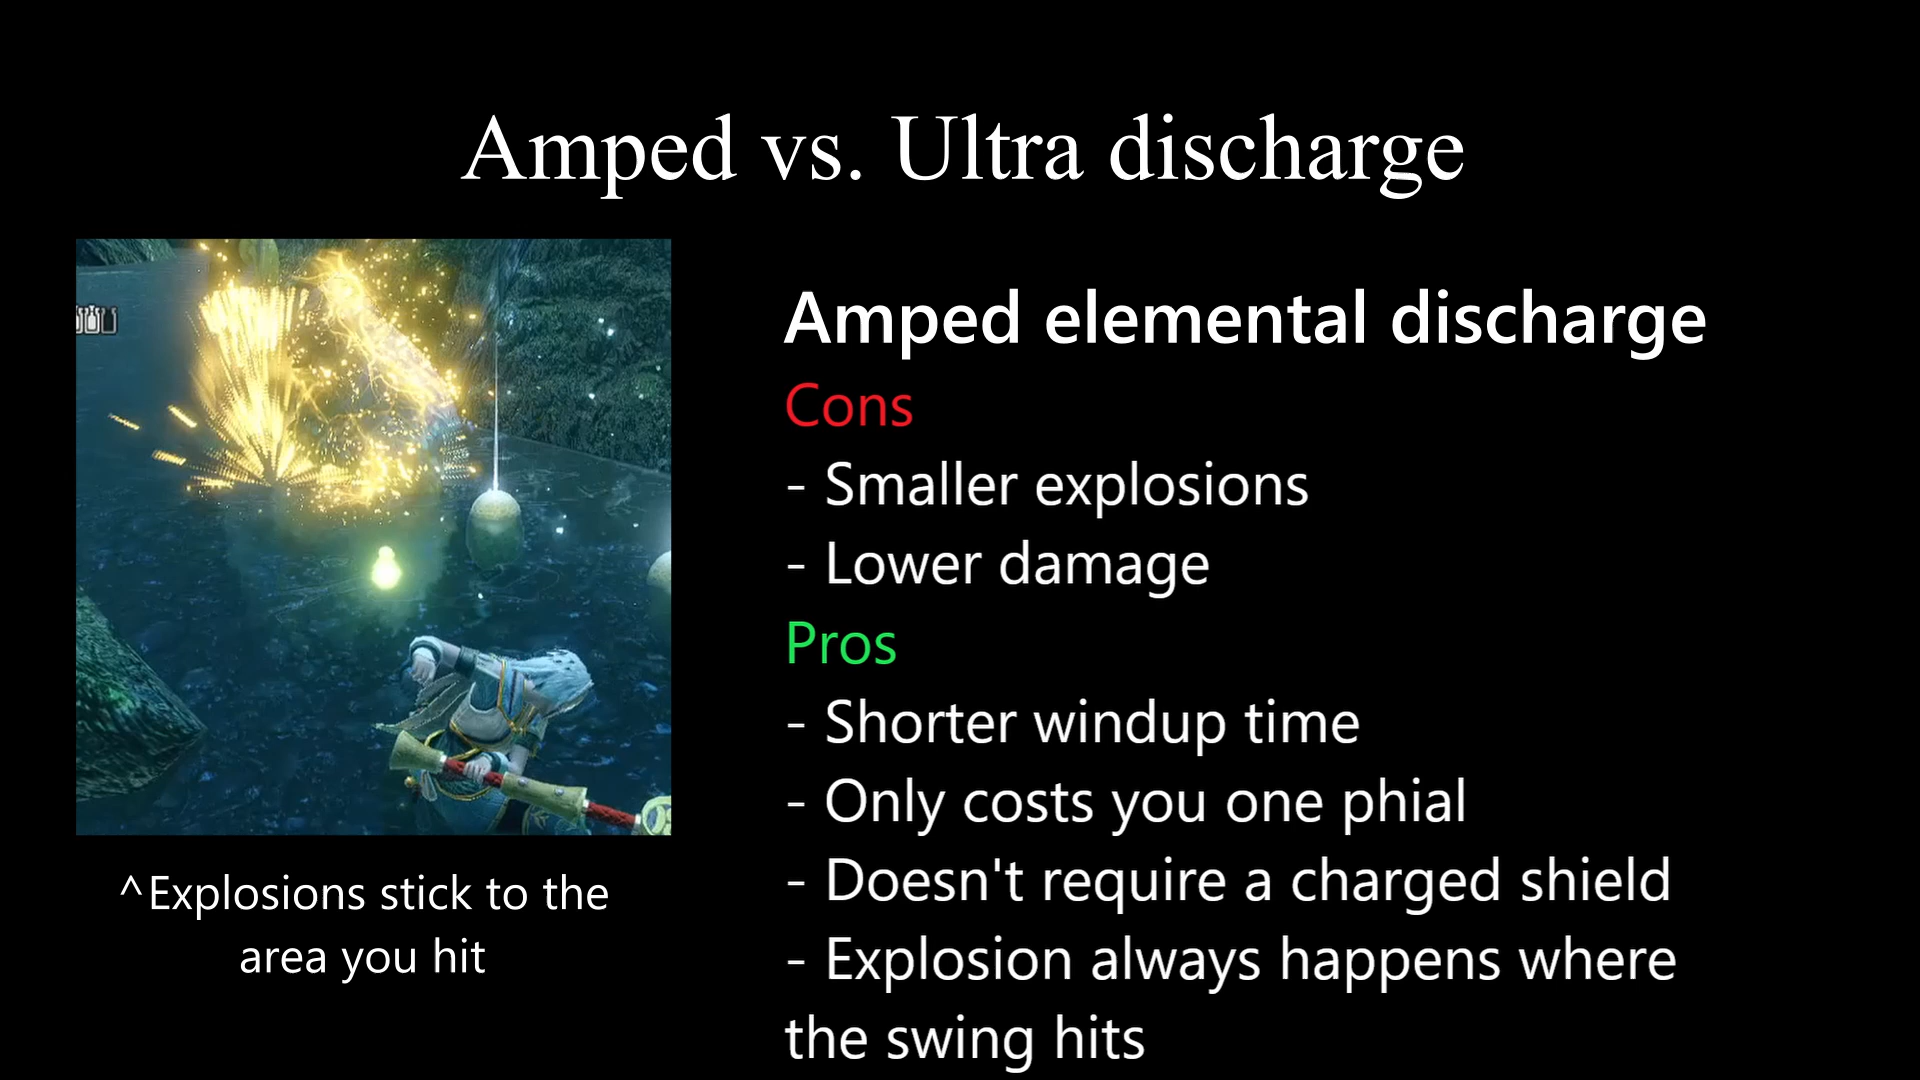 Amped vs. Ultra discharge
Amped elemental discharge
Cons
- Smaller explosions
- Lower damage
Pros
- Shorter windup time
- Only costs you one phial
- Doesn't require a charged shield
- Explosion always happens where
the swing hits
^Explosions stick to the
area you hit